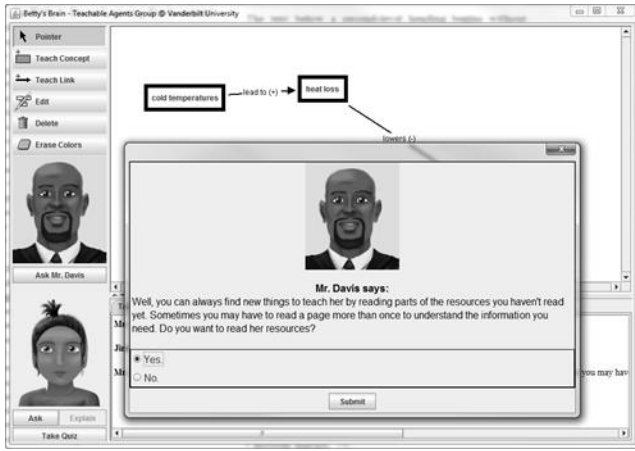 Betty's Brain - Teachable Agents Group @ Vanderbilt University
Pointer
Teach Concept
Teach Link
Edit
Delete
Erase Colors
Ask Mr. Davis
Ask
Explain
Take Quiz
cold temperatures
lead to (+)
heat loss
lowers (-)
Mr. Davis says:
Well, you can always find new things to teach her by reading parts of the resources you haven't read
yet. Sometimes you may have to read a page more than once to understand the information you
need. Do you want to read her resources?
Yes.
No.
Submit
you may hav